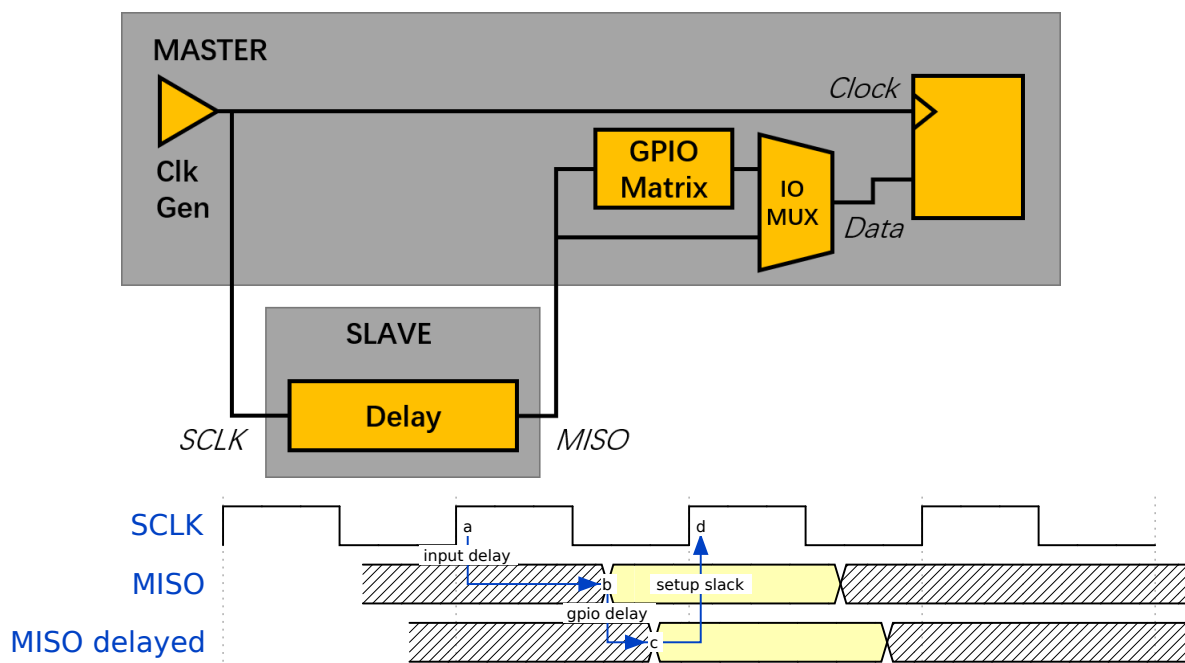 MASTER
Clk
Gen
Clock
GPIO
Matrix
IO
MUX
Data
SLAVE
Delay
SCLK
MISO
SCLK
a
d
input delay
MISO
b
setup slack
gpio delay
MISO delayed
c